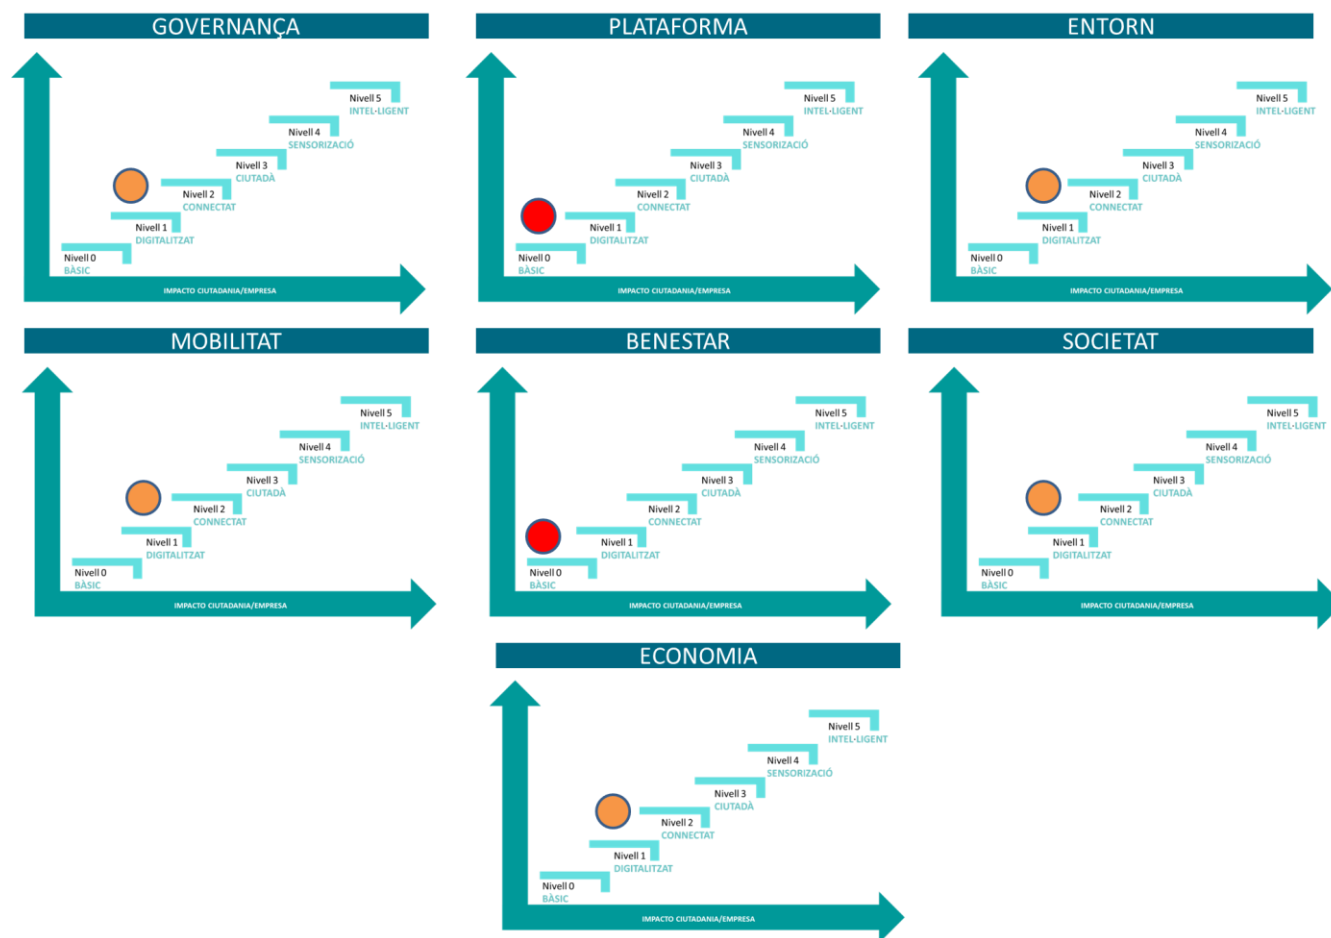 GOVERNANÇA
Nivell 5
INTEL·LIGENT
Nivell 4
SENSORIZACIÓ
Nivell 3
CIUTADÀ
Nivell 2
CONNECTAT
Nivell 1
DIGITALITZAT
Nivell 0
BÀSIC
IMPACTO CIUTADANIA/EMPRESA
PLATAFORMA
Nivell 5
INTEL·LIGENT
Nivell 4
SENSORIZACIÓ
Nivell 3
CIUTADÀ
Nivell 2
CONNECTAT
Nivell 1
DIGITALITZAT
Nivell 0
BÀSIC
IMPACTO CIUTADANIA/EMPRESA
ENTORN
Nivell 5
INTEL·LIGENT
Nivell 4
SENSORIZACIÓ
Nivell 3
CIUTADÀ
Nivell 2
CONNECTAT
Nivell 1
DIGITALITZAT
Nivell 0
BÀSIC
IMPACTO CIUTADANIA/EMPRESA
MOBILITAT
Nivell 5
INTEL·LIGENT
Nivell 4
SENSORIZACIÓ
Nivell 3
CIUTADÀ
Nivell 2
CONNECTAT
Nivell 1
DIGITALITZAT
Nivell 0
BÀSIC
IMPACTO CIUTADANIA/EMPRESA
BENESTAR
Nivell 5
INTEL·LIGENT
Nivell 4
SENSORIZACIÓ
Nivell 3
CIUTADÀ
Nivell 2
CONNECTAT
Nivell 1
DIGITALITZAT
Nivell 0
BÀSIC
IMPACTO CIUTADANIA/EMPRESA
SOCIETAT
Nivell 5
INTEL·LIGENT
Nivell 4
SENSORIZACIÓ
Nivell 3
CIUTADÀ
Nivell 2
CONNECTAT
Nivell 1
DIGITALITZAT
Nivell 0
BÀSIC
IMPACTO CIUTADANIA/EMPRESA
ECONOMIA
Nivell 5
INTEL·LIGENT
Nivell 4
SENSORIZACIÓ
Nivell 3
CIUTADÀ
Nivell 2
CONNECTAT
Nivell 1
DIGITALITZAT
Nivell 0
BÀSIC
IMPACTO CIUTADANIA/EMPRESA